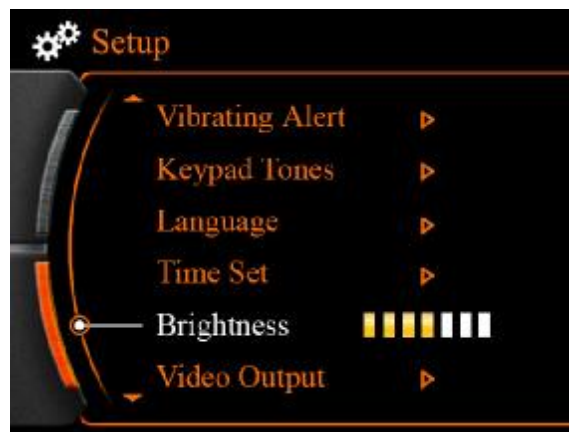 Setup
Vibrating Alert
Keypad Tones
Language
Time Set
Brightness
Video Output